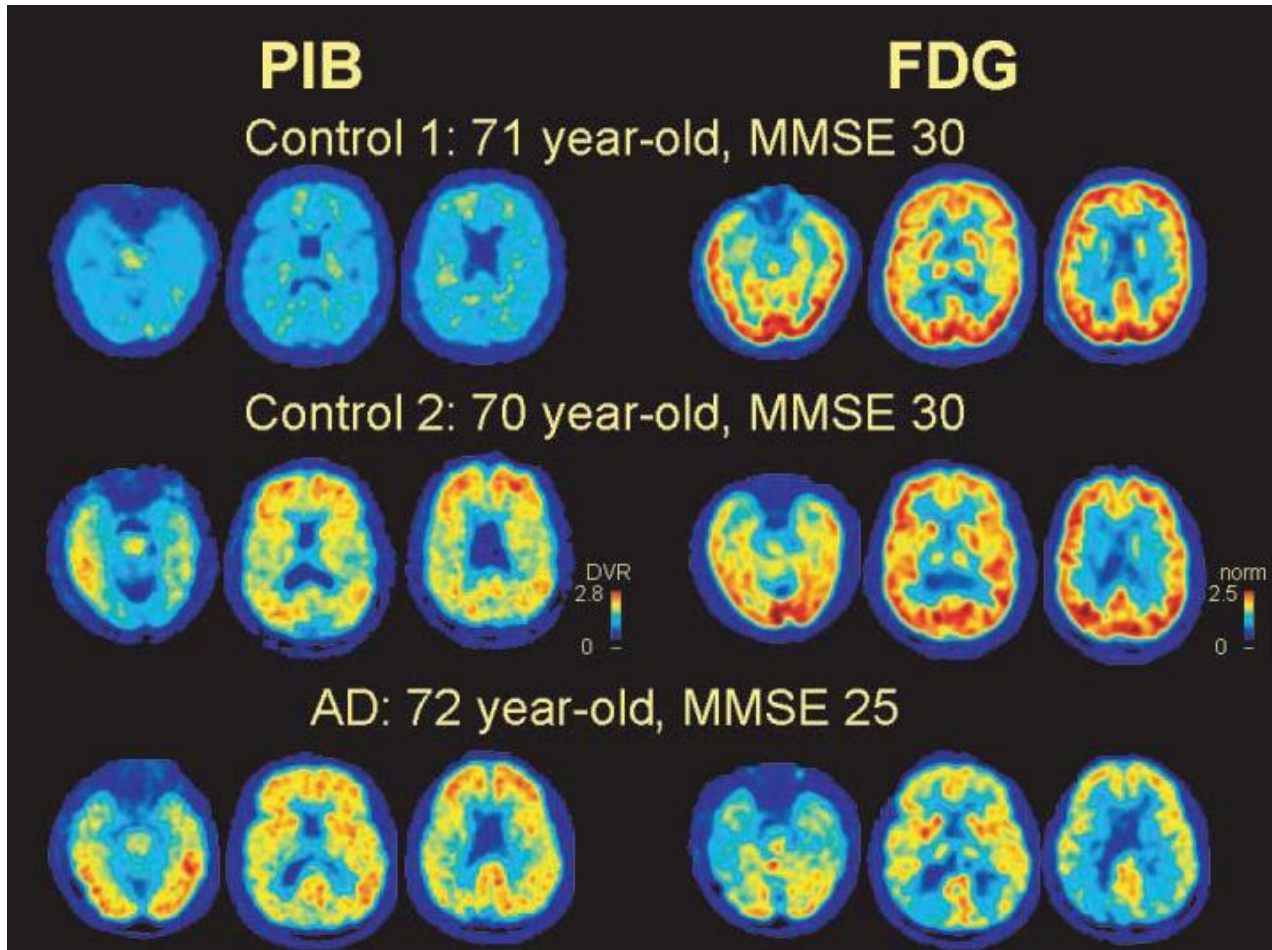 PIB FDG
Control 1: 71 year-old, MMSE 30
Control 2: 70 year-old, MMSE 30
DVR
2.8
0
norm
2.5
0
AD: 72 year-old, MMSE 25